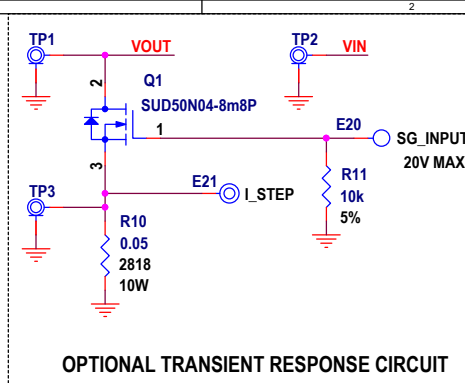 2
TP1
VOUT
TP2
VIN
2
Q1
SUD50N04-8m8P
1
E20
SG_INPUT
20V MAX
3
TP3
E21
I_STEP
R11
10k
5%
R10
0.05
2818
10W
OPTIONAL TRANSIENT RESPONSE CIRCUIT